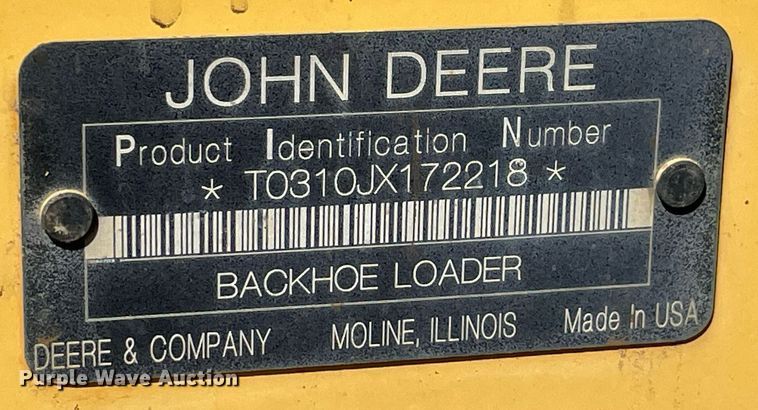 JOHN DEERE
Product Identification Number
* T0310JX172218 *
BACKHOE LOADER
DEERE & COMPANY MOLINE, ILLINOIS Made in USA
Purple Wave Auction